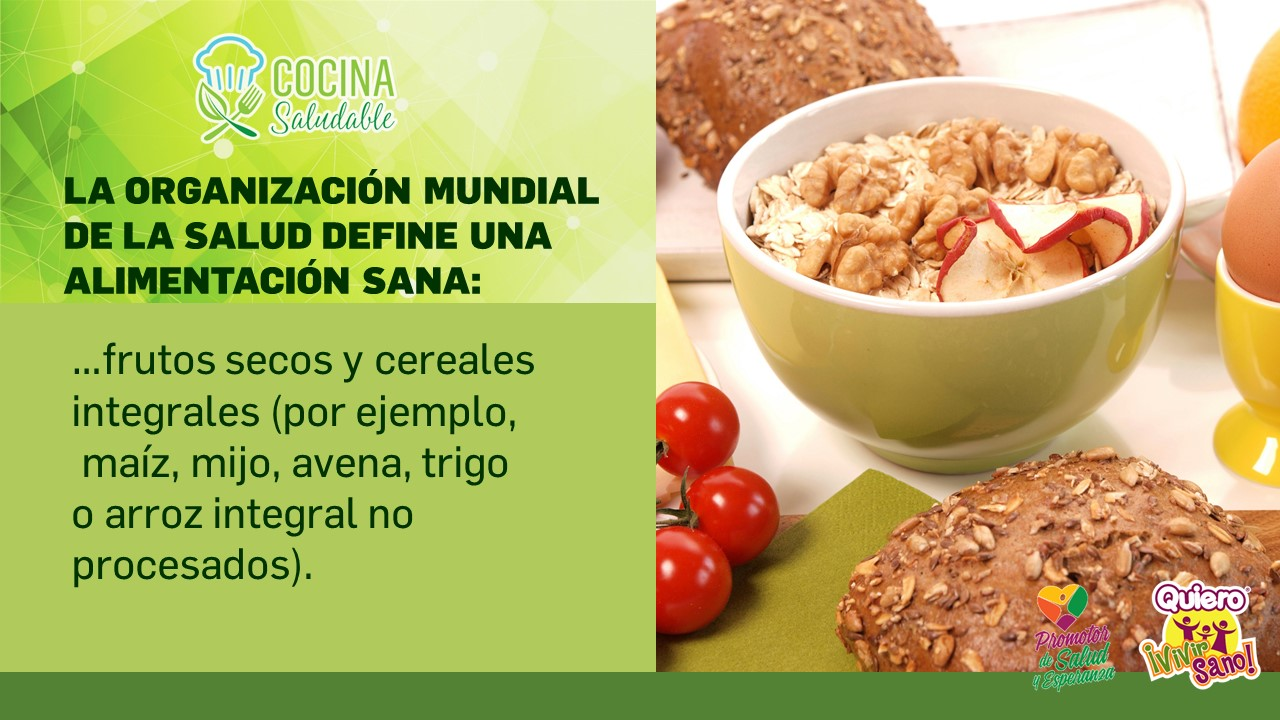 COCINA
Saludable
LA ORGANIZACIÓN MUNDIAL
DE LA SALUD DEFINE UNA
ALIMENTACIÓN SANA:
...frutos secos y cereales
integrales (por ejemplo,
maíz, mijo, avena, trigo
o arroz integral no
procesados).
Promotor
de Salud
y Esperanza
Quiero
¡Vivir
Sano!